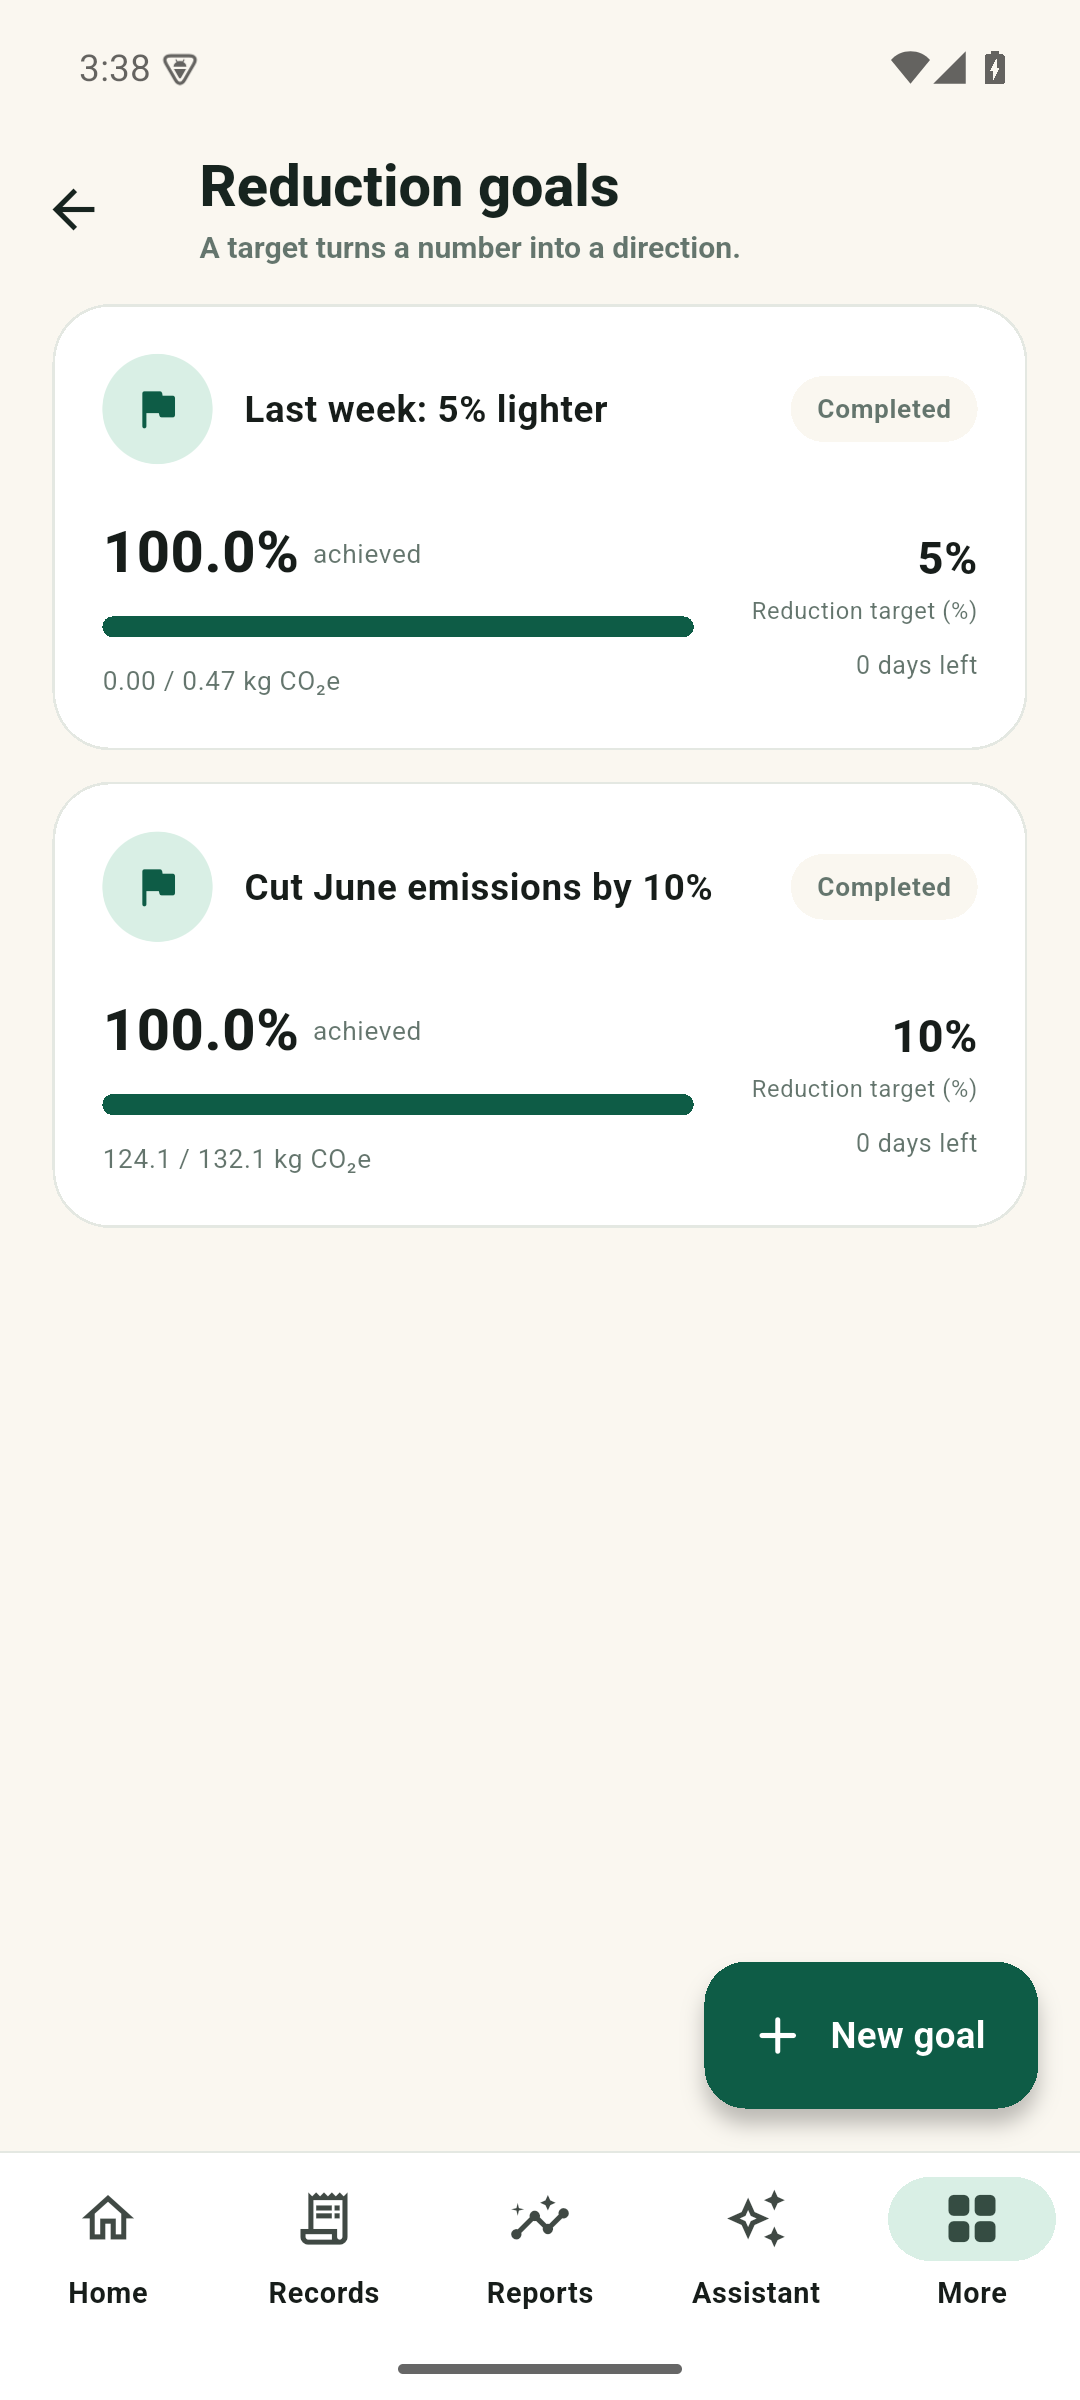 3:38
Reduction goals
A target turns a number into a direction.
Last week: 5% lighter
Completed
100.0% achieved
5%
Reduction target (%)
0.00 / 0.47 kg CO₂e
0 days left
Cut June emissions by 10%
Completed
100.0% achieved
10%
Reduction target (%)
124.1 / 132.1 kg CO₂e
0 days left
New goal
Home
Records
Reports
Assistant
More